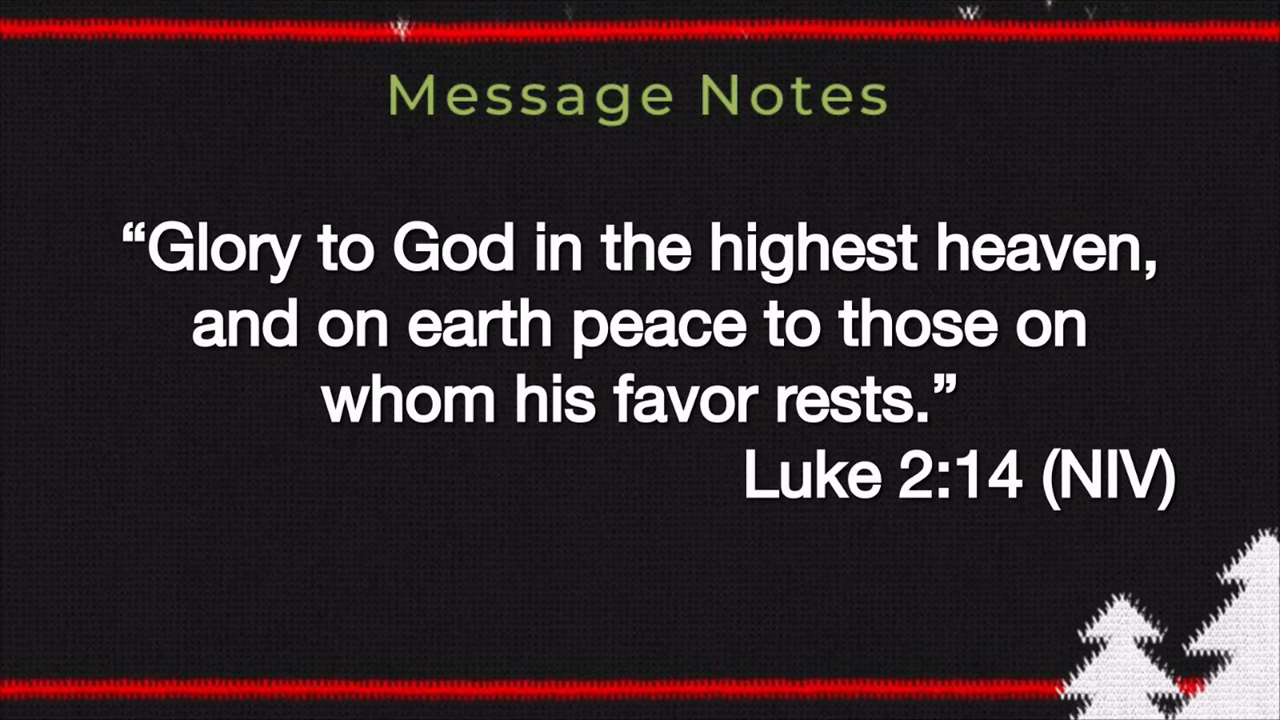 Message Notes
“Glory to God in the highest heaven,
and on earth peace to those on
whom his favor rests.”
Luke 2:14 (NIV)